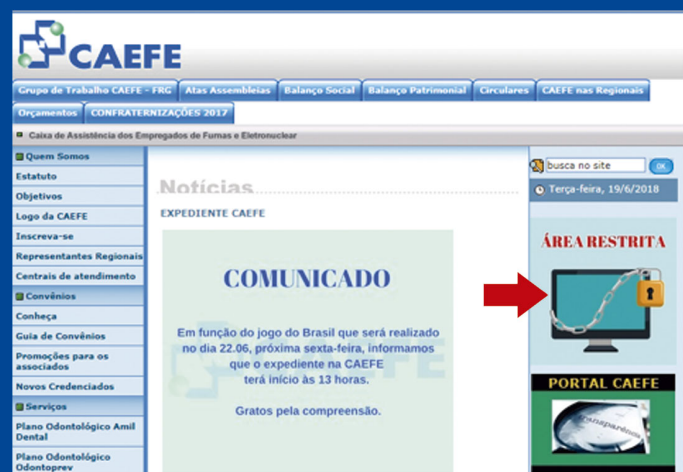 CAEFE
Grupo de Trabalho CAEFE - FRG
Atas Assembleias
Balanço Social
Balanço Patrimonial
Circulares
CAEFE nas Regionais
Orçamentos
CONFRATERNIZAÇÕES 2017
Caixa de Assistência dos Empregados de Furnas e Eletronuclear
Quem Somos
Estatuto
Objetivos
Logo da CAEFE
Inscreva-se
Representantes Regionais
Centrais de atendimento
Convênios
Conheça
Guia de Convênios
Promoções para os
associados
Novos Credenciados
Serviços
Plano Odontológico Amil
Dental
Plano Odontológico
Odontoprev
Notícias
EXPEDIENTE CAEFE
COMUNICADO
Em função do jogo do Brasil que será realizado
no dia 22.06, próxima sexta-feira, informamos
que o expediente na CAEFE
terá início às 13 horas.
Gratos pela compreensão.
busca no site
OK
Terça-feira, 19/6/2018
ÁREA RESTRITA
PORTAL CAEFE